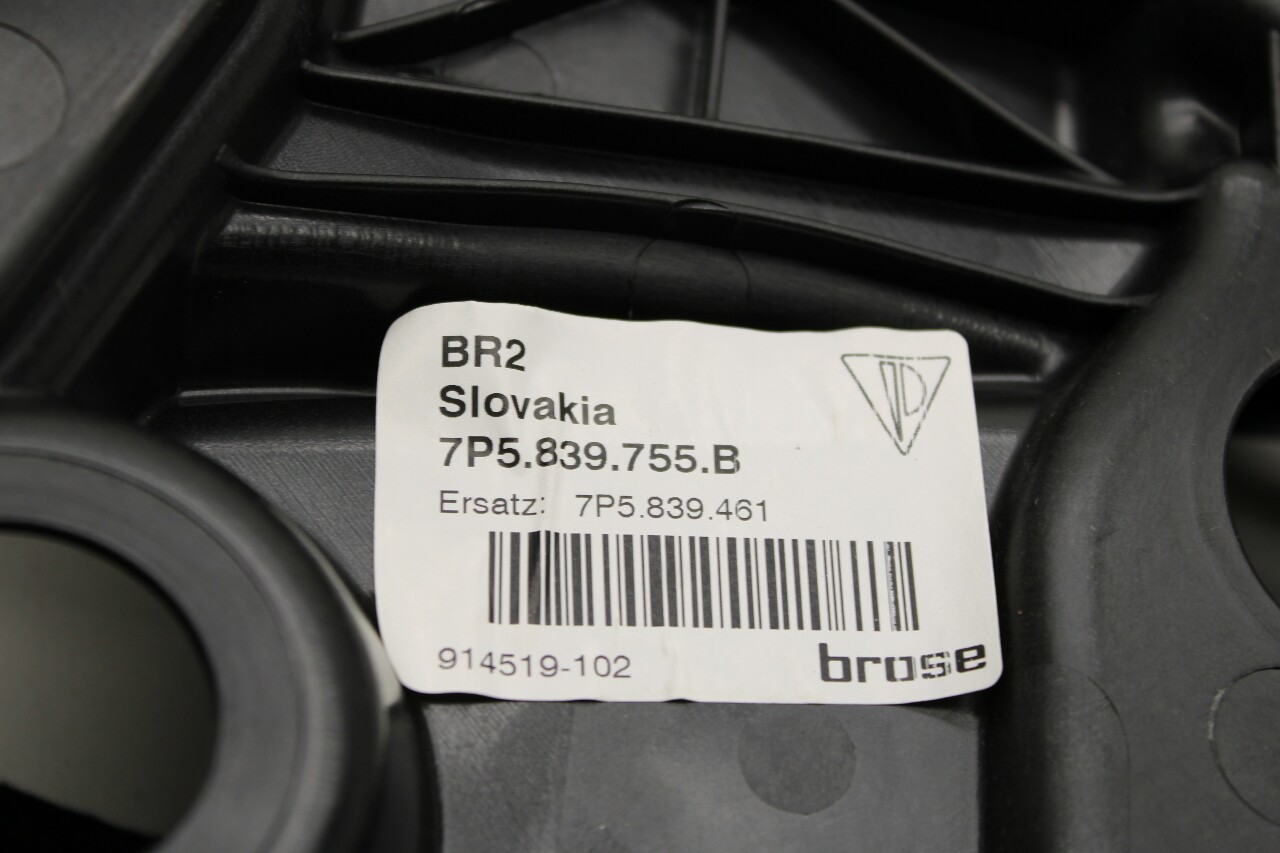 BR2
Slovakia
7P5.839.755.B
Ersatz: 7P5.839.461
914519-102
brose